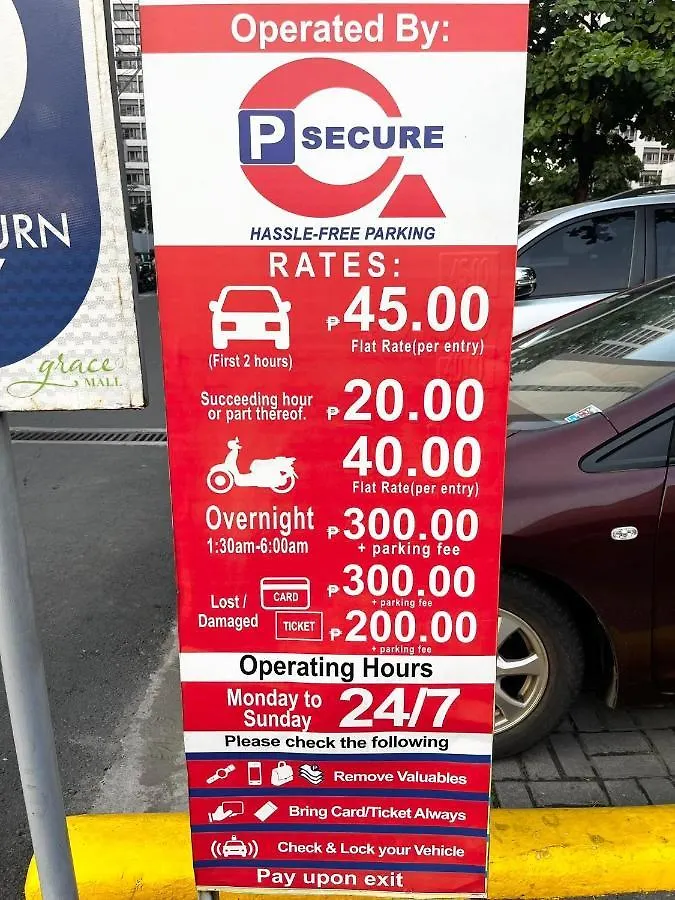 URN
grace
MALL
Operated By:
P SECURE
HASSLE-FREE PARKING
RATES:
₱45.00
(First 2 hours)
Flat Rate(per entry)
Succeeding hour
or part thereof.
₱20.00
40.00
Flat Rate(per entry)
Overnight
1:30am-6:00am
₱300.00
+ parking fee
Lost /
Damaged
CARD
₱300.00
+ parking fee
TICKET
₱200.00
+ parking fee
Operating Hours
Monday to
Sunday
24/7
Please check the following
Remove Valuables
Bring Card/Ticket Always
Check & Lock your Vehicle
Pay upon exit